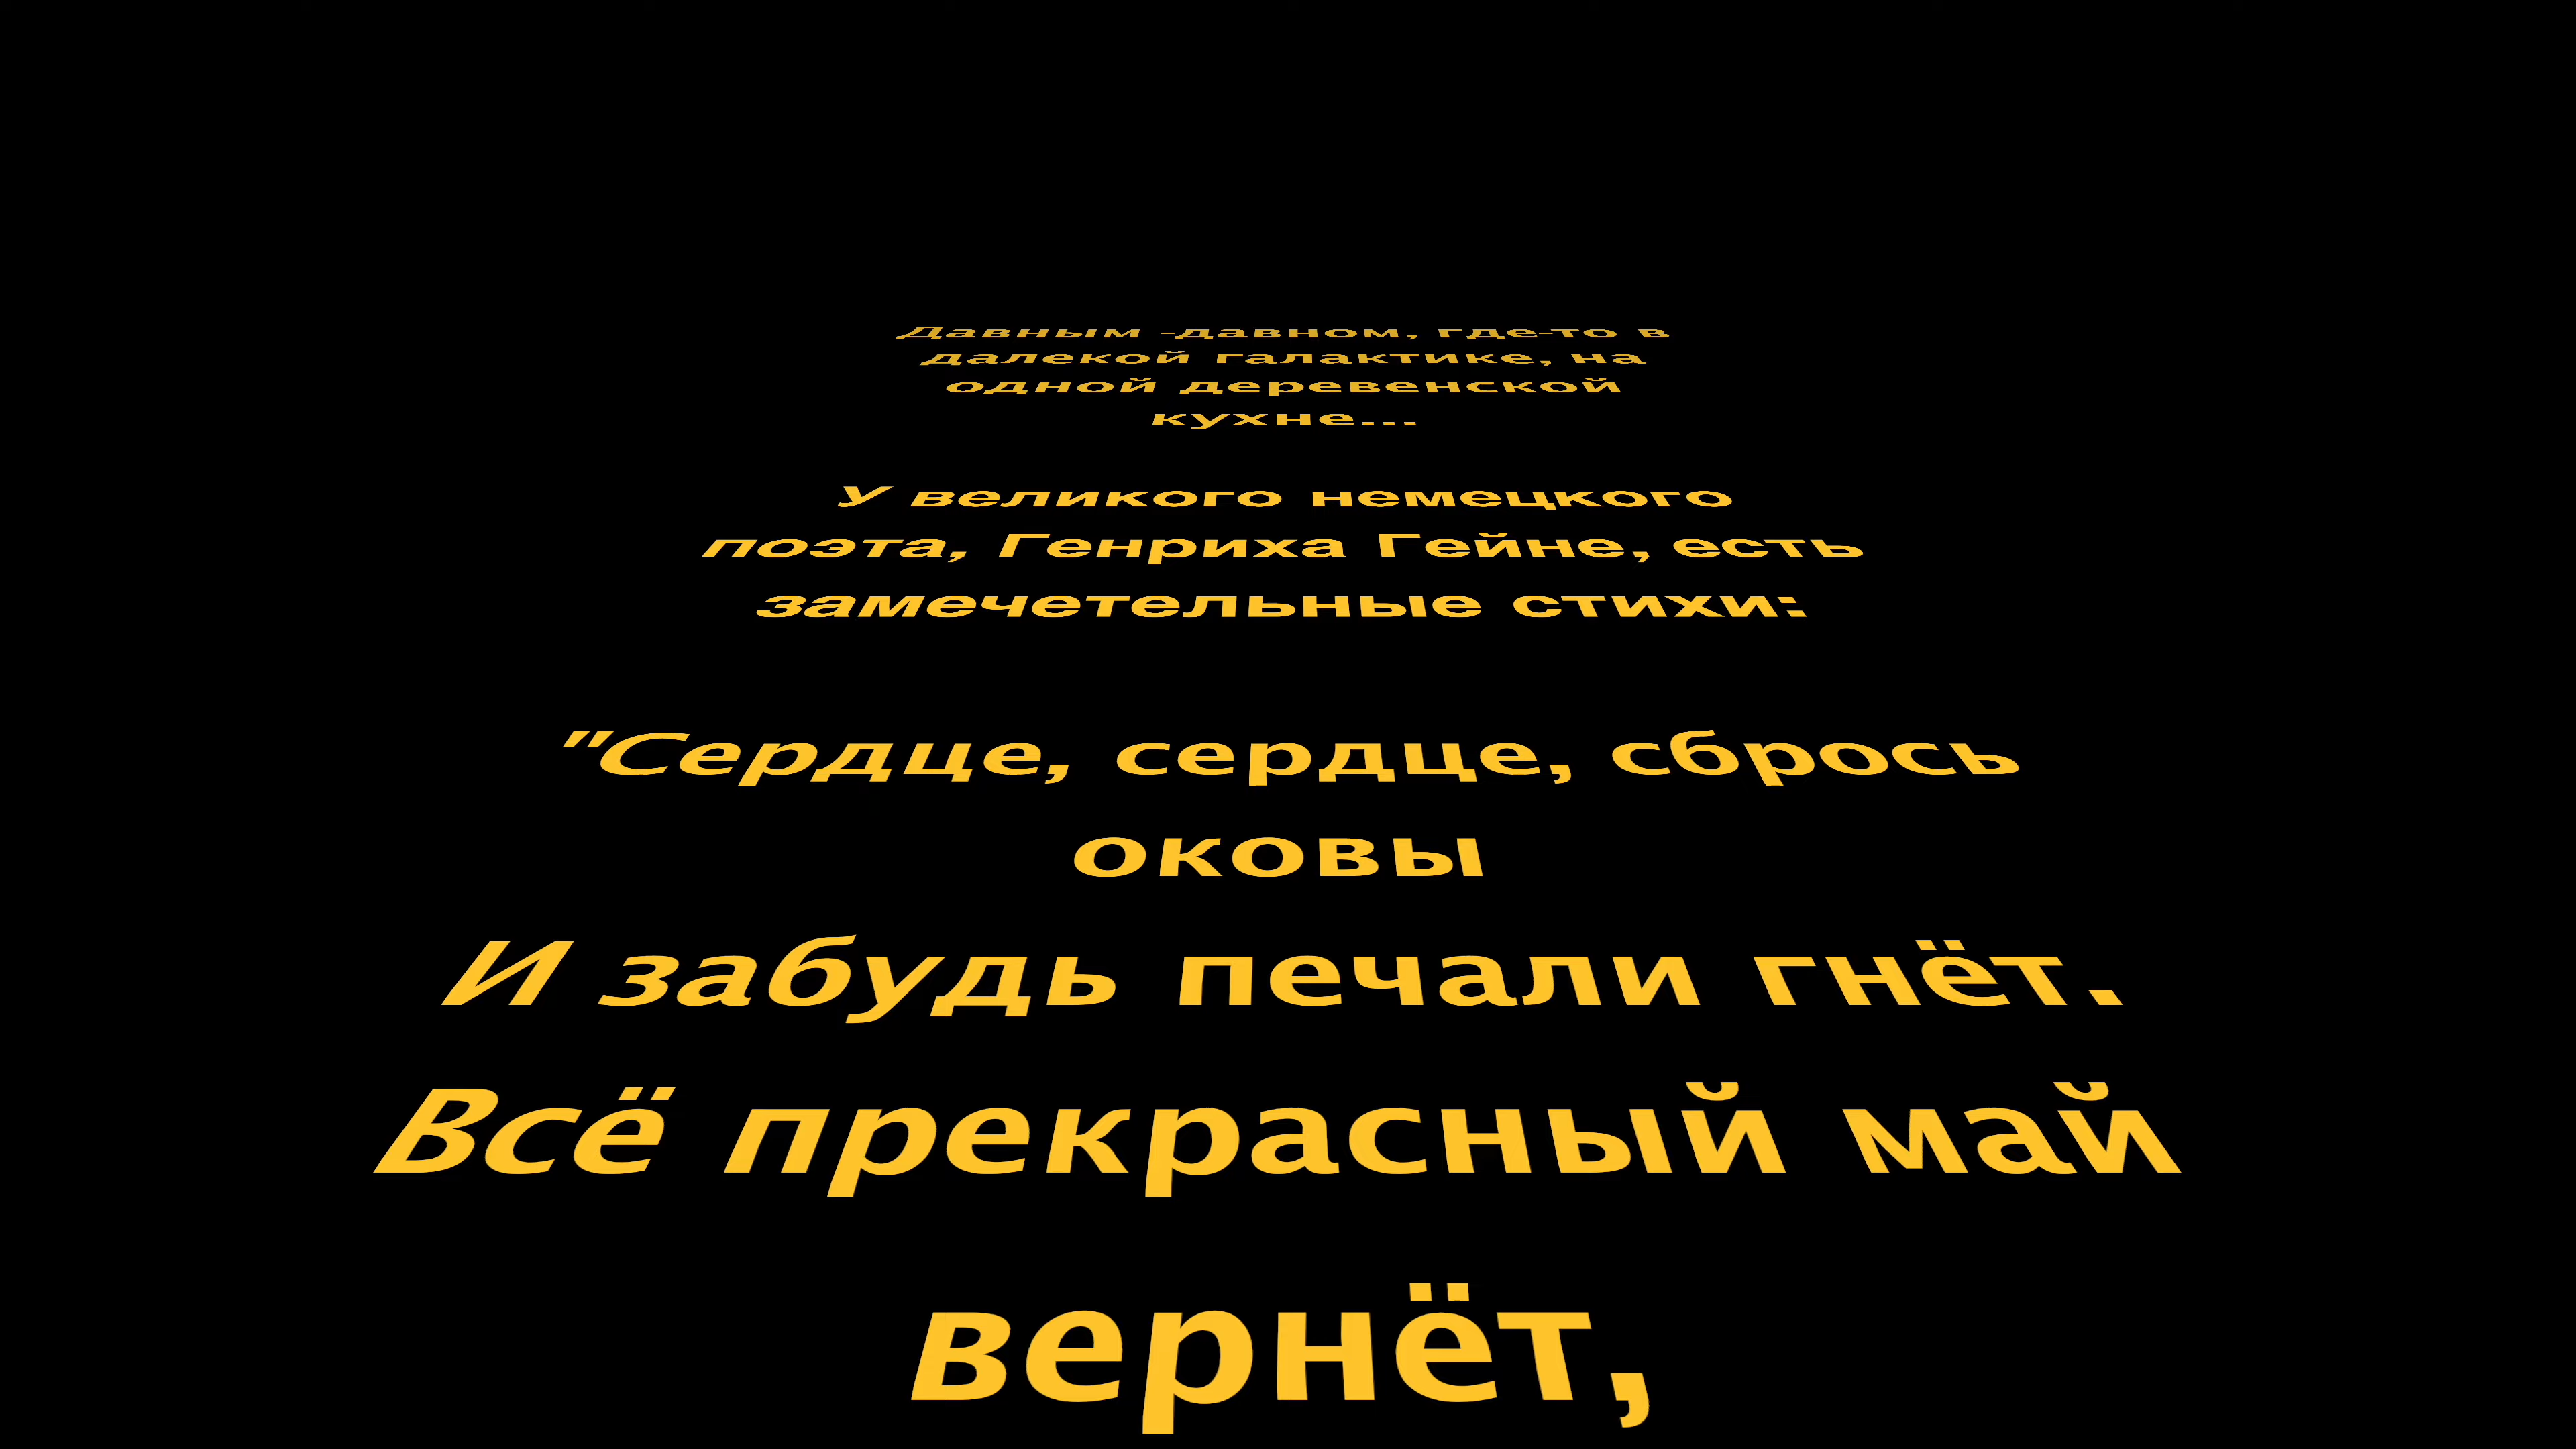 Давным -давном, где-то в
далекой галактике, на
одной деревенской
кухне...
У великого немецкого
поэта, Генриха Гейне, есть
замечетельные стихи:
"Сердце, сердце, сбрось
оковы
И забудь печали гнёт.
Всё прекрасный май
вернёт,